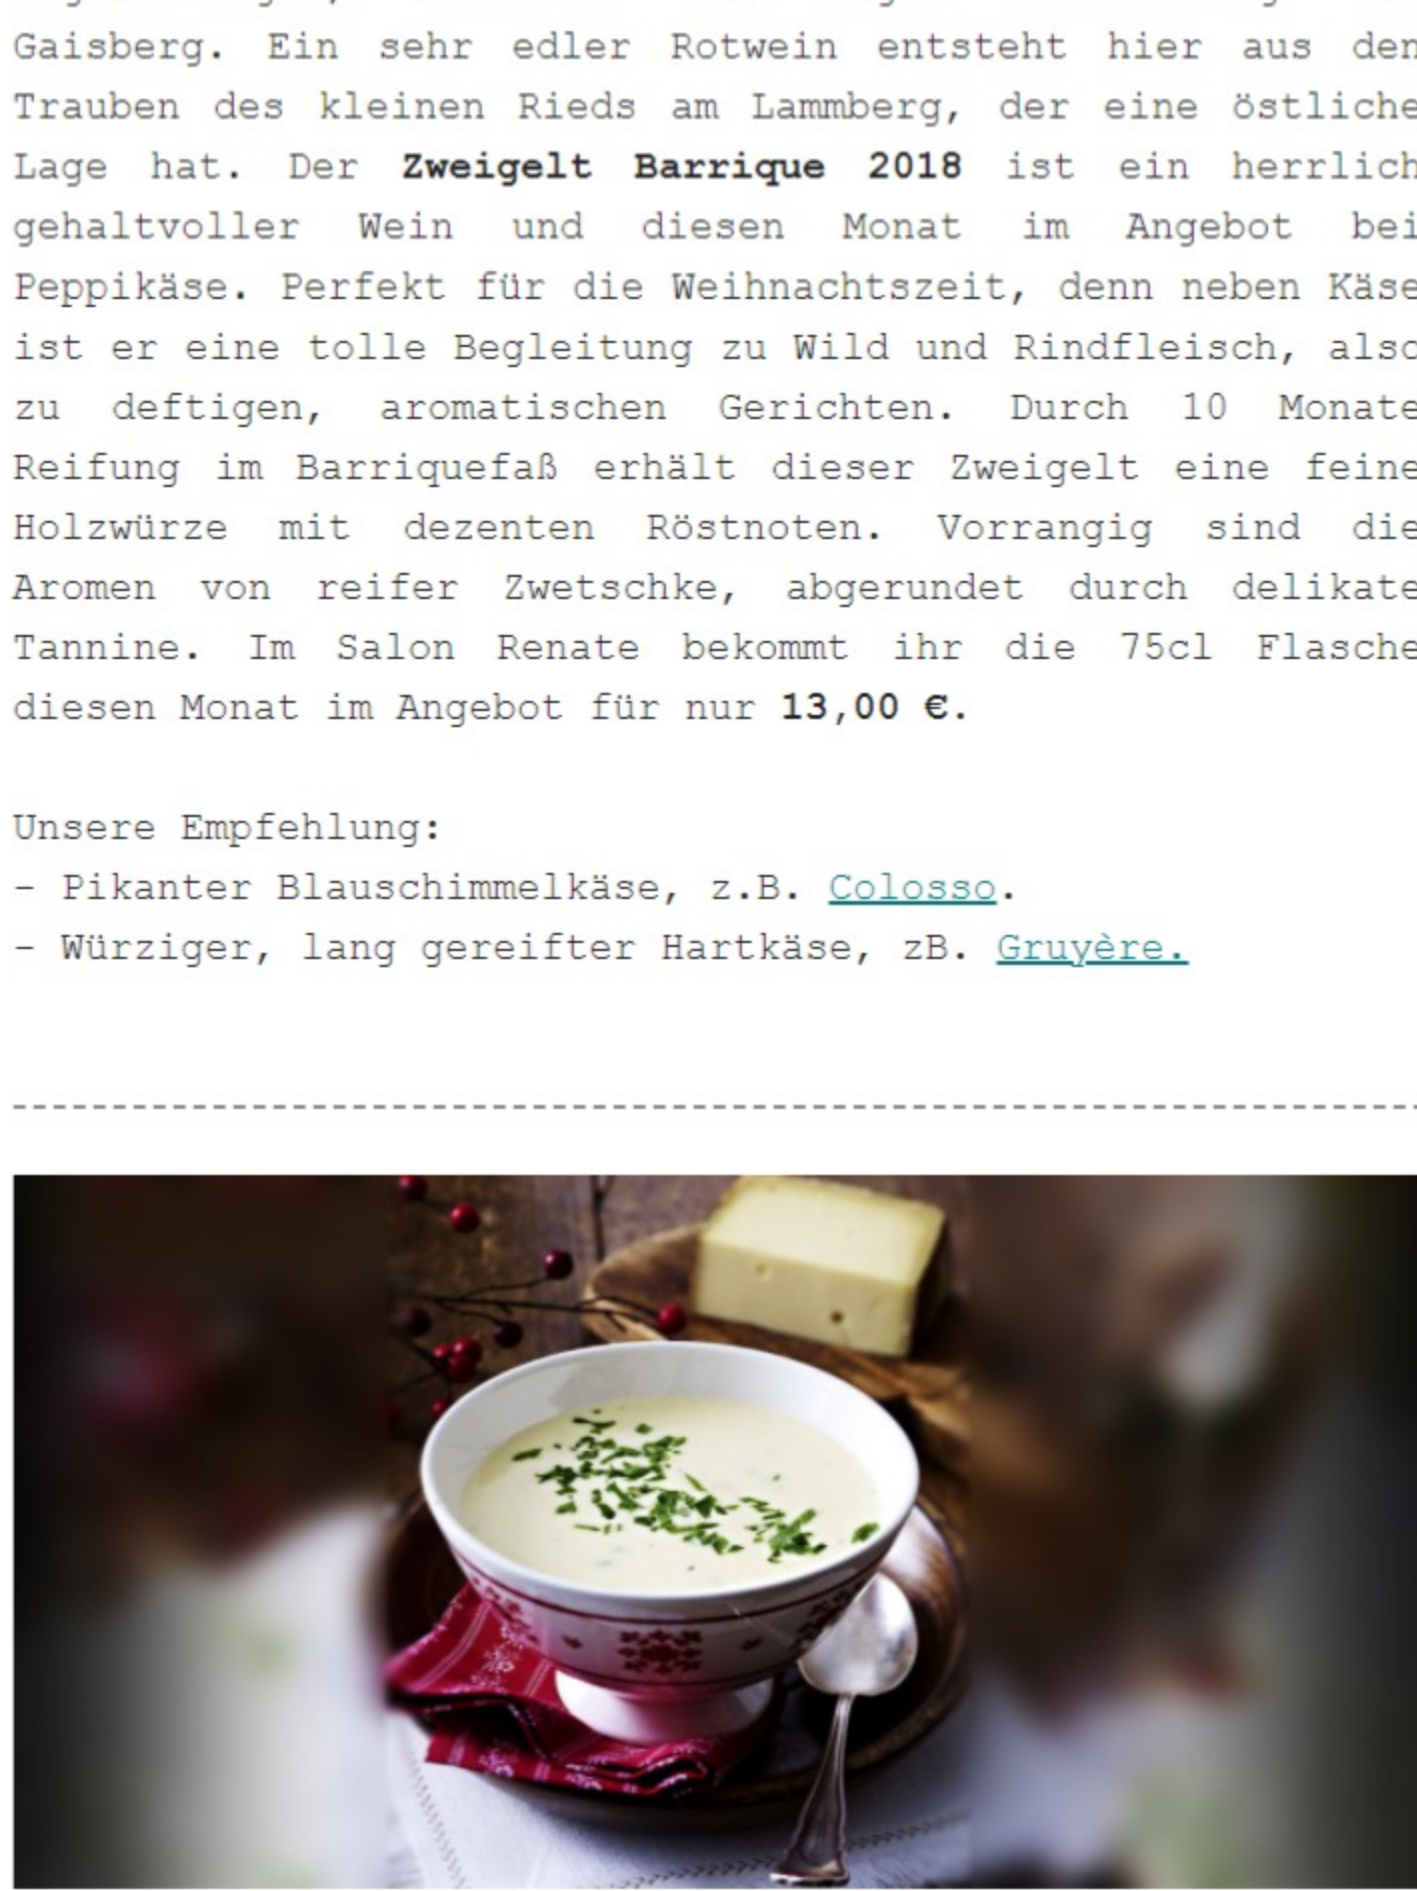 Gaisberg. Ein sehr edler Rotwein entsteht hier aus den
Trauben des kleinen Rieds am Lammberg, der eine östliche
Lage hat. Der Zweigelt Barrique 2018 ist ein herrlich
gehaltvoller Wein und diesen Monat im Angebot bei
Peppikäse. Perfekt für die Weihnachtszeit, denn neben Käse
ist er eine tolle Begleitung zu Wild und Rindfleisch, also
zu deftigen, aromatischen Gerichten. Durch 10 Monate
Reifung im Barriquefaß erhält dieser Zweigelt eine feine
Holzwürze mit dezenten Röstnoten. Vorrangig sind die
Aromen von reifer Zwetschke, abgerundet durch delikate
Tannine. Im Salon Renate bekommt ihr die 75cl Flasche
diesen Monat im Angebot für nur 13,00 €.
Unsere Empfehlung:
- Pikanter Blauschimmelkäse, z.B. Colosso.
- Würziger, lang gereifter Hartkäse, zB. Gruyère.